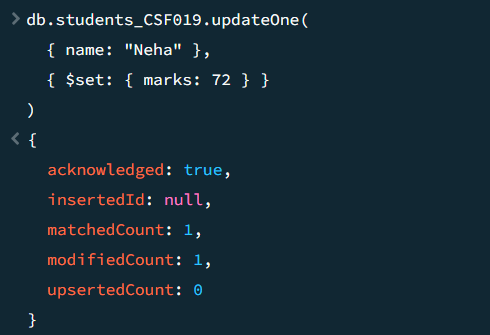 > db.students_CSF019.updateOne(
{ name: "Neha" },
{ $set: { marks: 72 } }
)
< {
acknowledged: true,
insertedId: null,
matchedCount: 1,
modifiedCount: 1,
upsertedCount: 0
}